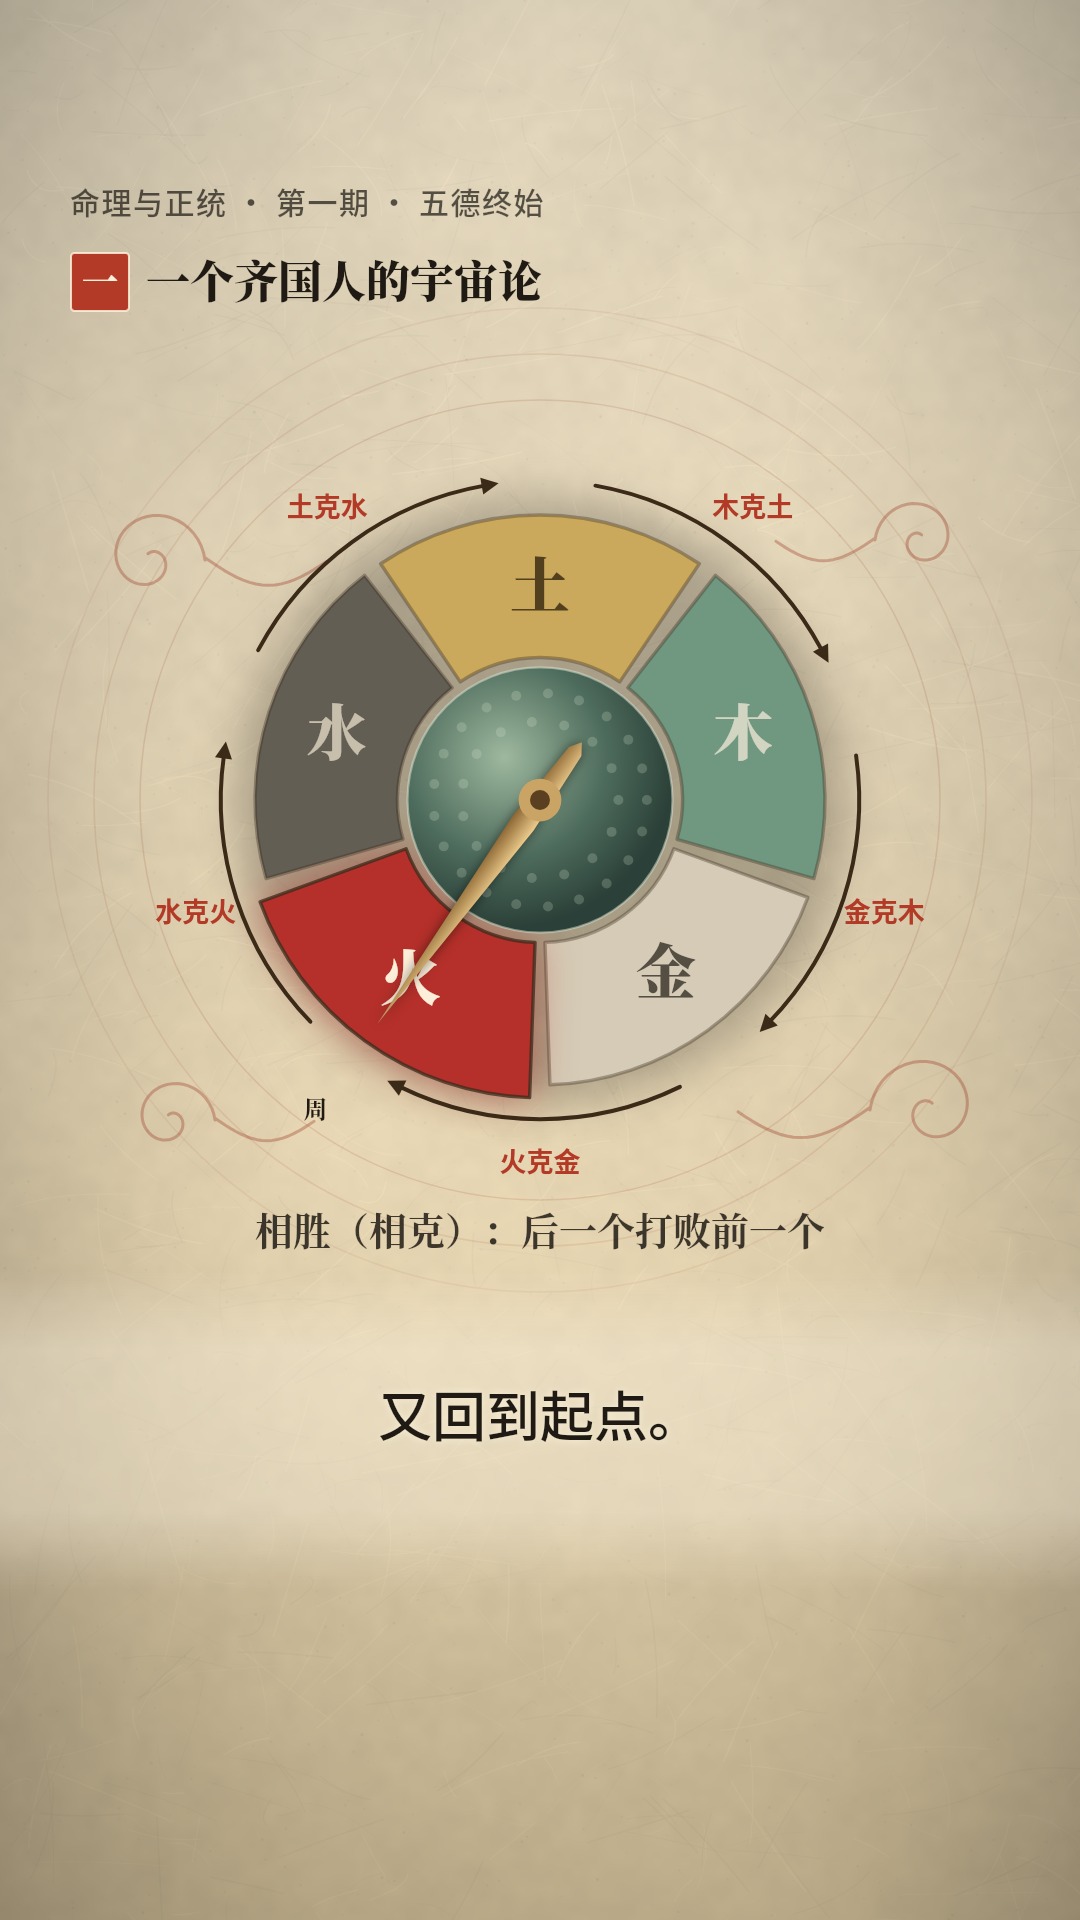 命理与正统 · 第一期 · 五德终始
一 一个齐国人的宇宙论
土克水
木克土
土
水
木
水克火
金克木
火
金
周
火克金
相胜（相克）：后一个打败前一个
又回到起点。